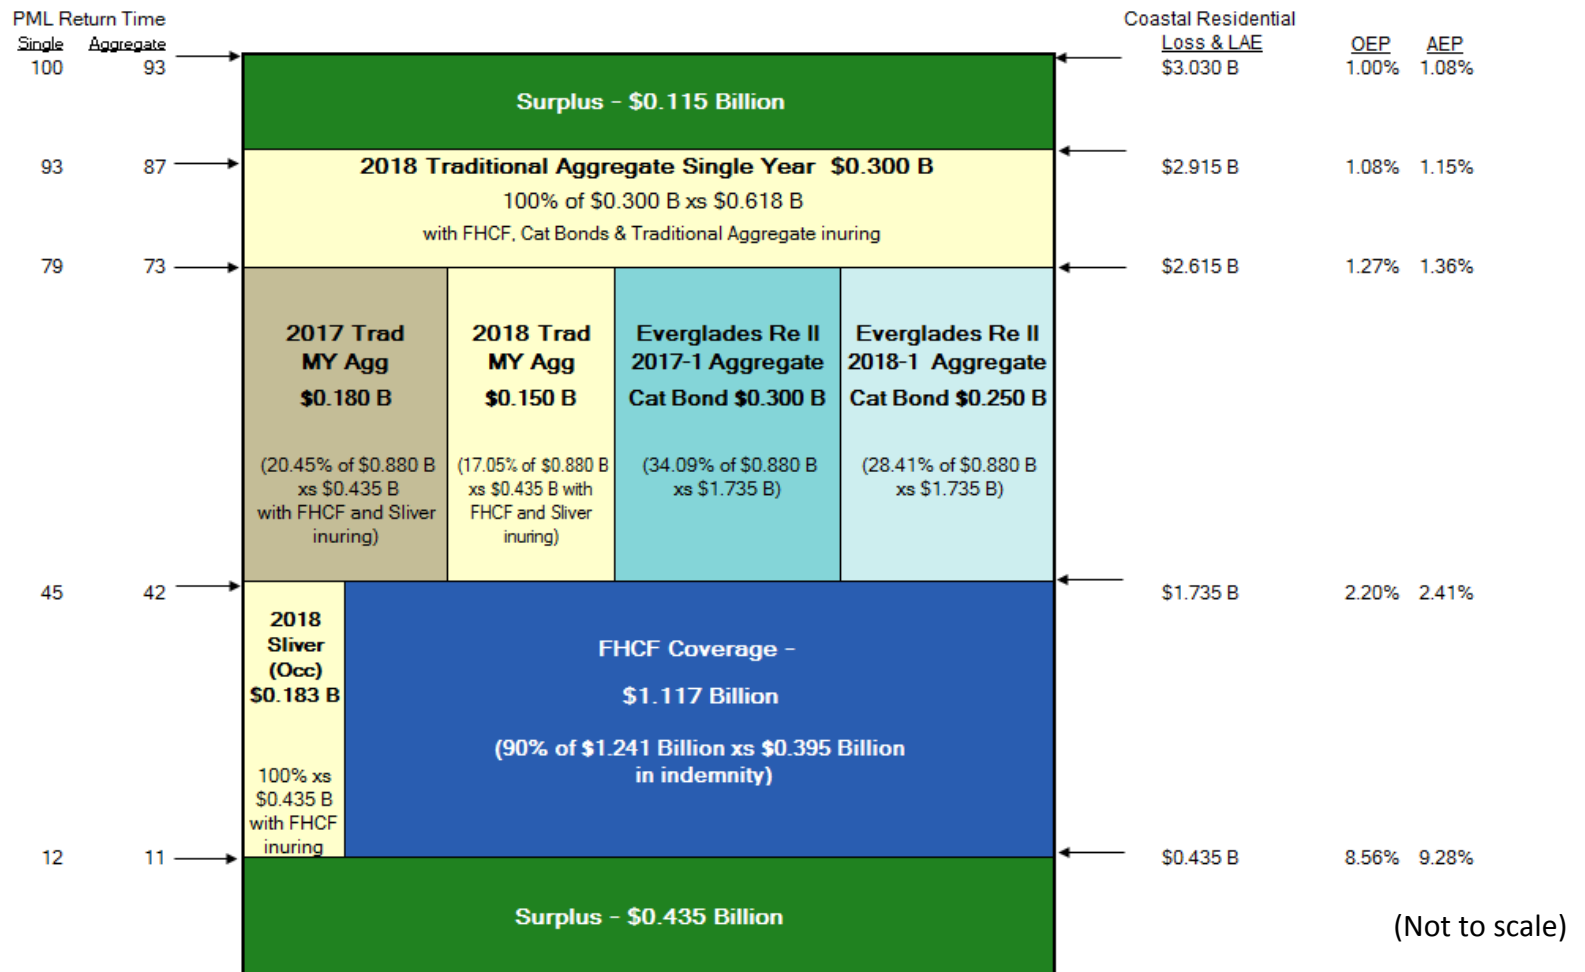 PML Return Time
Single Aggregate
100 93
Coastal Residential
Loss & LAE OEP AEP
$3.030 B 1.00% 1.08%
Surplus - $0.115 Billion
93 87
2018 Traditional Aggregate Single Year $0.300 B
100% of $0.300 B xs $0.618 B
with FHCF, Cat Bonds & Traditional Aggregate inuring
$2.915 B 1.08% 1.15%
79 73
$2.615 B 1.27% 1.36%
2017 Trad
MY Agg
$0.180 B
(20.45% of $0.880 B
xs $0.435 B
with FHCF and Sliver
inuring)
2018 Trad
MY Agg
$0.150 B
(17.05% of $0.880 B
xs $0.435 B with
FHCF and Sliver
inuring)
Everglades Re II
2017-1 Aggregate
Cat Bond $0.300 B
(34.09% of $0.880 B
xs $1.735 B)
Everglades Re II
2018-1 Aggregate
Cat Bond $0.250 B
(28.41% of $0.880 B
xs $1.735 B)
45 42
$1.735 B 2.20% 2.41%
2018
Sliver
(Occ)
$0.183 B
100% xs
$0.435 B
with FHCF
inuring
FHCF Coverage -
$1.117 Billion
(90% of $1.241 Billion xs $0.395 Billion
in indemnity)
12 11
$0.435 B 8.56% 9.28%
Surplus - $0.435 Billion
(Not to scale)